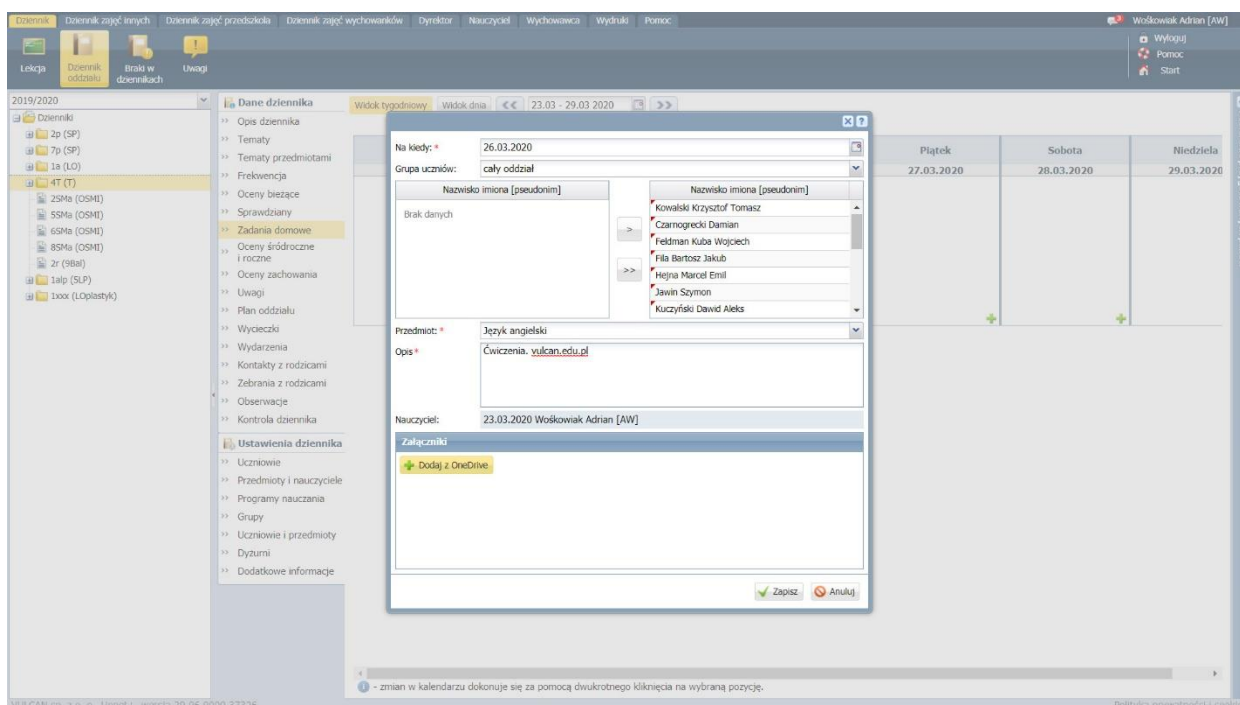 Dziennik Dziennik zajęć innych Dziennik zajęć przedszkola Dziennik zajęć wychowanków Dyrektor Nauczyciel Wychowawca Wydruki Pomoc Wośkowiak Adrian [AW]
Lekcja
Dziennik oddziału
Braki w dziennikach
Uwagi
Wyloguj
Pomoc
Start
2019/2020
Dzienniki
2p (SP)
7p (SP)
1a (LO)
4T (T)
2SMa (OSMI)
5SMa (OSMI)
6SMa (OSMI)
8SMa (OSMI)
2r (9Bal)
1alp (SLP)
1xxx (LOplastyk)
Dane dziennika
Opis dziennika
Tematy
Tematy przedmiotami
Frekwencja
Oceny bieżące
Sprawdziany
Zadania domowe
Oceny śródroczne
i roczne
Oceny zachowania
Uwagi
Plan oddziału
Wycieczki
Wydarzenia
Kontakty z rodzicami
Zebrania z rodzicami
Obserwacje
Kontrola dziennika
Ustawienia dziennika
Uczniowie
Przedmioty i nauczyciele
Programy nauczania
Grupy
Uczniowie i przedmioty
Dyżurni
Dodatkowe informacje
Widok tygodniowy Widok dnia << 23.03 - 29.03 2020 >>
Piątek Sobota Niedziela
27.03.2020 28.03.2020 29.03.2020
Na kiedy: * 26.03.2020
Grupa uczniów: cały oddział
Nazwisko imiona [pseudonim]
Brak danych
>
>>
Nazwisko imiona [pseudonim]
Kowalski Krzysztof Tomasz
Czarnogrecki Damian
Feldman Kuba Wojciech
Fila Bartosz Jakub
Hejna Marcel Emil
Jawin Szymon
Kuczyński Dawid Aleks
Przedmiot: * Język angielski
Opis * Ćwiczenia. vulcan.edu.pl
Nauczyciel: 23.03.2020 Wośkowiak Adrian [AW]
Załączniki
Dodaj z OneDrive
Zapisz Anuluj
- zmian w kalendarzu dokonuje się za pomocą dwukrotnego kliknięcia na wybraną pozycję.